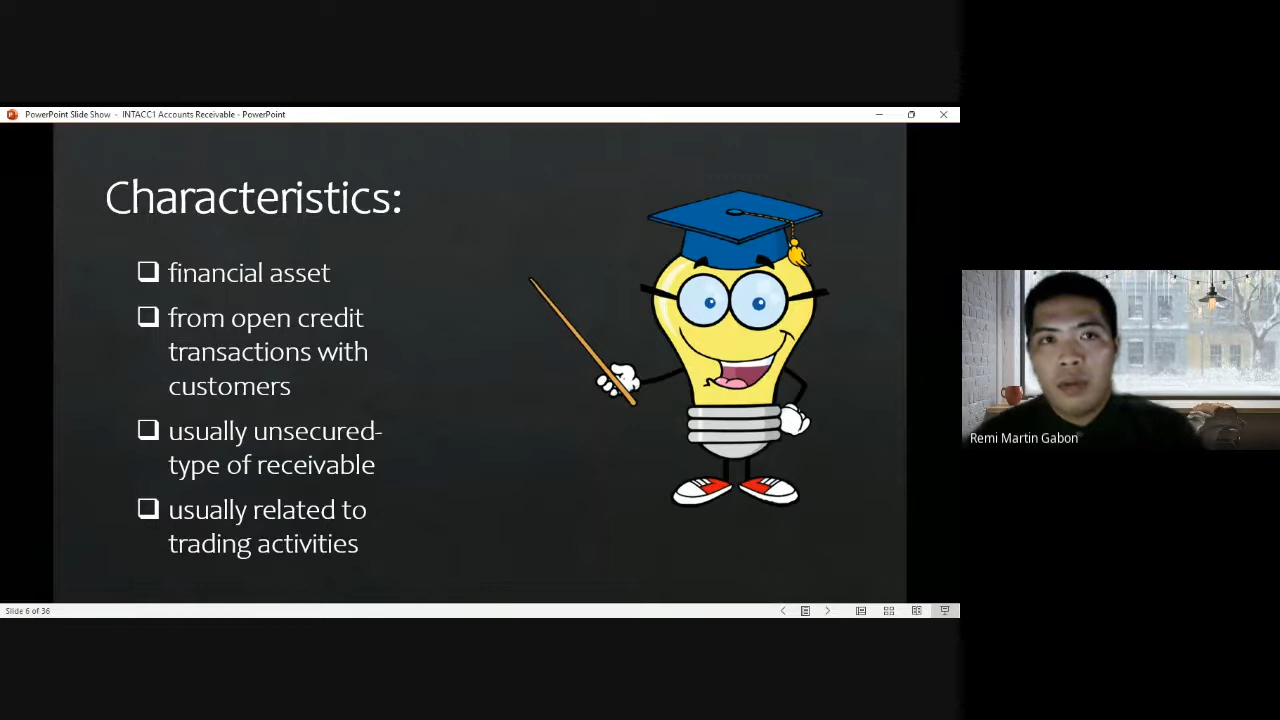 PowerPoint Slide Show - INTACC1 Accounts Receivable - PowerPoint
Characteristics:
financial asset
from open credit
transactions with
customers
usually unsecured-
type of receivable
usually related to
trading activities
Remi Martin Gabon
Slide 6 of 36